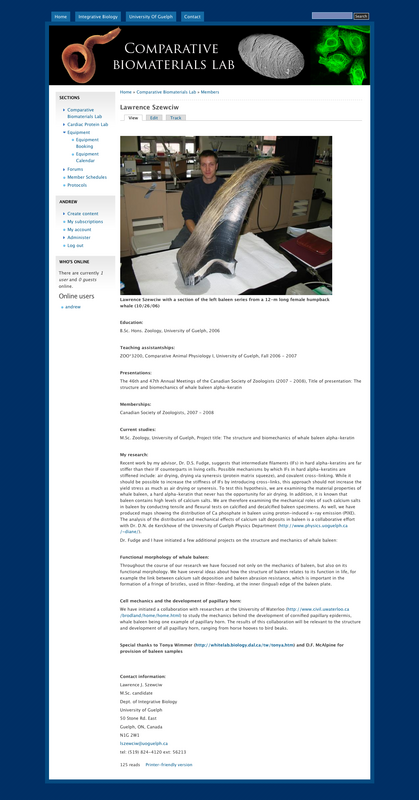 Home
Integrative Biology
University Of Guelph
Contact
Search
COMPARATIVE
BIOMATERIALS LAB
SECTIONS
Comparative
Biomaterials Lab
Cardiac Protein Lab
Equipment
Equipment
Booking
Equipment
Calendar
Forums
Member Schedules
Protocols
ANDREW
Create content
My subscriptions
My account
Administer
Log out
WHO'S ONLINE
There are currently 1
user and 0 guests
online.
Online users
andrew
Home » Comparative Biomaterials Lab » Members
Lawrence Szewciw
View
Edit
Track
Lawrence Szewciw with a section of the left baleen series from a 12-m long female humpback
whale (10/26/06)
Education:
B.Sc. Hons. Zoology, University of Guelph, 2006
Teaching assistantships:
ZOO*3200, Comparative Animal Physiology I, University of Guelph, Fall 2006 - 2007
Presentations:
The 46th and 47th Annual Meetings of the Canadian Society of Zoologists (2007 - 2008), Title of presentation: The
structure and biomechanics of whale baleen alpha-keratin
Memberships:
Canadian Society of Zoologists, 2007 - 2008
Current studies:
M.Sc. Zoology, University of Guelph, Project title: The structure and biomechanics of whale baleen alpha-keratin
My research:
Recent work by my advisor, Dr. D.S. Fudge, suggests that intermediate filaments (IFs) in hard alpha-keratins are far
stiffer than their IF counterparts in living cells. Possible mechanisms by which IFs in hard alpha-keratins are
stiffened include: air drying, drying via symmetry (protein matrix squeeze), and covalent cross-linking. While it
should be possible to increase the stiffness of IFs by introducing cross-links, this approach should not increase the
yield stress as much as air drying or symmetry. To test this hypothesis, we are examining the material properties of
whale baleen, a hard alpha-keratin that never has the opportunity for air drying. In addition, it is known that
baleen contains high levels of calcium salts. We are therefore examining the mechanical roles of such calcium salts
in baleen by conducting tensile and flexural tests on calcified and decalcified baleen specimens. As well, we have
produced maps showing the distribution of Ca phosphate in baleen using proton-induced x-ray emission (PIXE).
The analysis of the distribution and mechanical effects of calcium salt deposits in baleen is a collaborative effort
with Dr. D.N. de Kerckhove of the University of Guelph Physics Department (http://www.physics.uoguelph.ca
Dr. Fudge and I have initiated a few additional projects on the structure and mechanics of whale baleen:
Functional morphology of whale baleen:
Throughout the course of our research we have focused not only on the mechanics of baleen, but also on its
functional morphology. We have several ideas about how the structure of baleen relates to its function in life, for
example the link between calcium salt deposition and baleen abrasion resistance, which is important in the
formation of a fringe of bristles, used in filter-feeding, at the inner (lingual) edge of the baleen plate.
Cell mechanics and the development of papillary horn:
We have initiated a collaboration with researchers at the University of Waterloo (http://www.civil.uwaterloo.ca
/brodland/home/home.html) to study the mechanics behind the development of cornified papillary epidermis,
whale baleen being one example of papillary horn. The results of this collaboration will be relevant to the structure
and development of all papillary horn, ranging from horse hooves to bird beaks.
Special thanks to Tonya Wimmer (http://whitelab.biology.dal.ca/tw/tonya.htm) and D.F. McAlpine for
provision of baleen samples
Contact information:
Lawrence J. Szewciw
M.Sc. candidate
Dept. of Integrative Biology
University of Guelph
50 Stone Rd. East
Guelph, ON, Canada
N1G 2W1
lszewciw@uoguelph.ca
tel: (519) 824-4120 ext: 56213
125 reads
Printer-friendly version